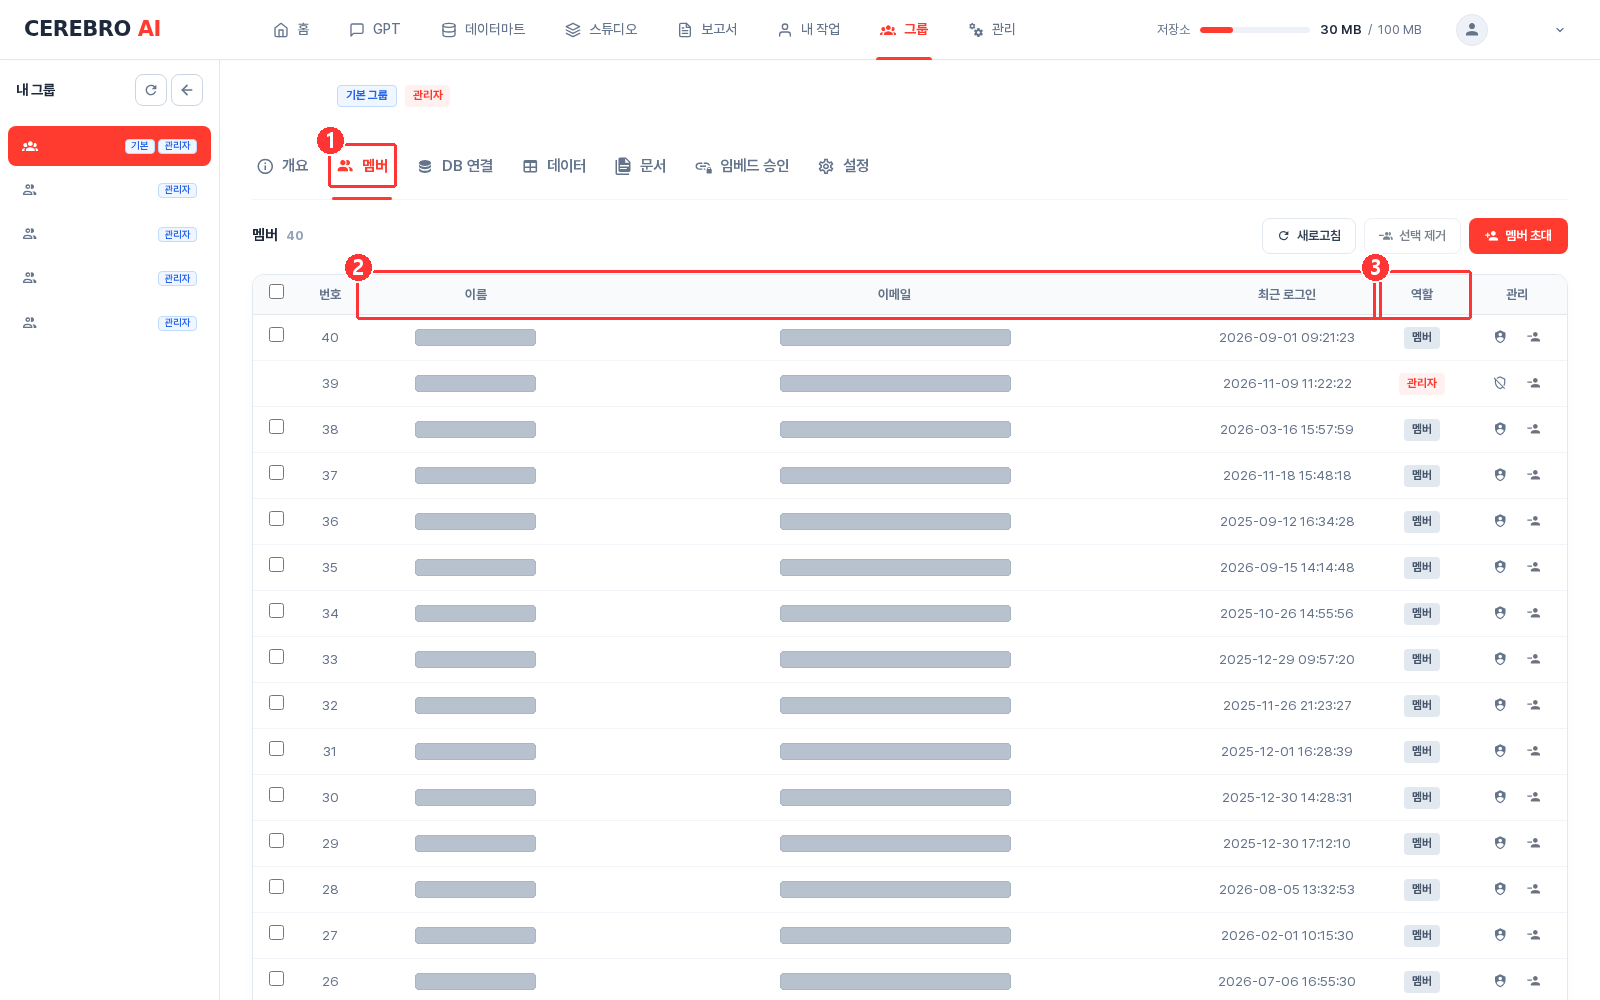 CEREBRO AI
홈 GPT 데이터마트 스튜디오 보고서 내 작업 그룹 관리
저장소 30 MB / 100 MB
내 그룹
기본 관리자
관리자
관리자
관리자
관리자
기본 그룹 관리자
1
개요 멤버 DB 연결 데이터 문서 임베드 승인 설정
멤버 40
새로고침 선택 제거 멤버 초대
2 3
번호 이름 이메일 최근 로그인 역할 관리
40 2026-09-01 09:21:23 멤버
39 2026-11-09 11:22:22 관리자
38 2026-03-16 15:57:59 멤버
37 2026-11-18 15:48:18 멤버
36 2025-09-12 16:34:28 멤버
35 2026-09-15 14:14:48 멤버
34 2025-10-26 14:55:56 멤버
33 2025-12-29 09:57:20 멤버
32 2025-11-26 21:23:27 멤버
31 2025-12-01 16:28:39 멤버
30 2025-12-30 14:28:31 멤버
29 2025-12-30 17:12:10 멤버
28 2026-08-05 13:32:53 멤버
27 2026-02-01 10:15:30 멤버
26 2026-07-06 16:55:30 멤버